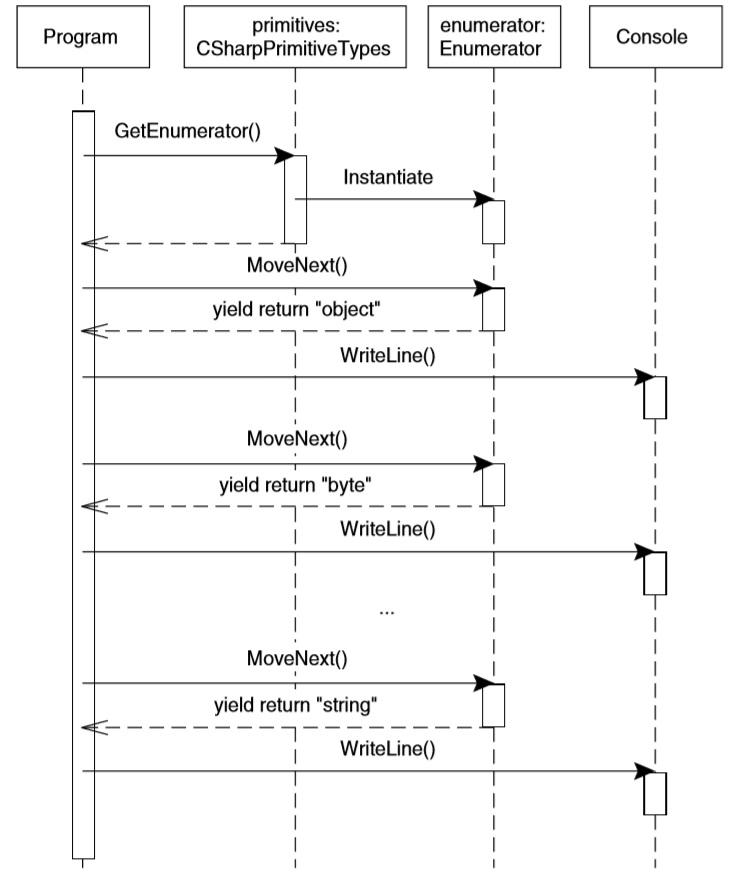 Program
primitives:
CSharpPrimitiveTypes
enumerator:
Enumerator
Console
GetEnumerator()
Instantiate
MoveNext()
yield return "object"
WriteLine()
MoveNext()
yield return "byte"
WriteLine()
...
MoveNext()
yield return "string"
WriteLine()